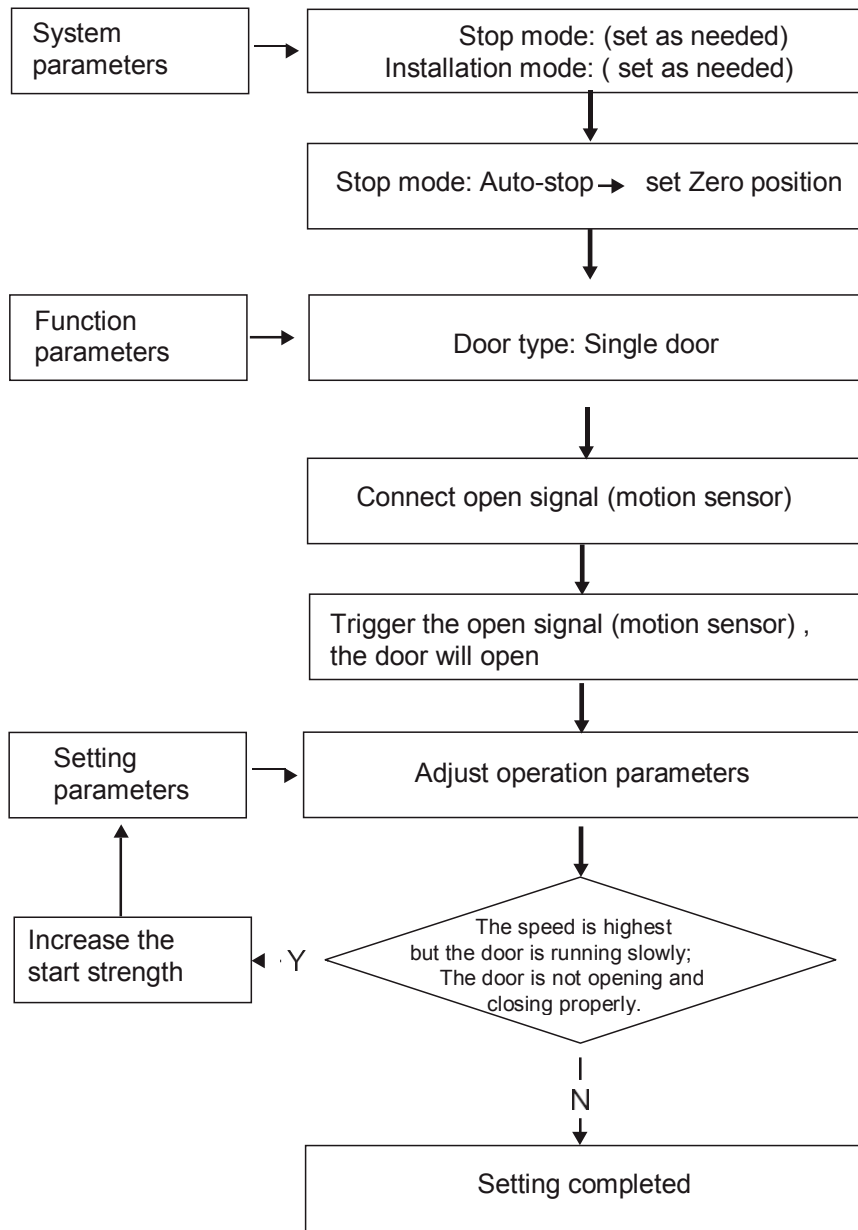 System
parameters
Stop mode: (set as needed)
Installation mode: ( set as needed)
Stop mode: Auto-stop → set Zero position
Function
parameters
Door type: Single door
Connect open signal (motion sensor)
Trigger the open signal (motion sensor) ,
the door will open
Setting
parameters
Adjust operation parameters
The speed is highest
but the door is running slowly;
The door is not opening and
closing properly.
Y
Increase the
start strength
N
Setting completed